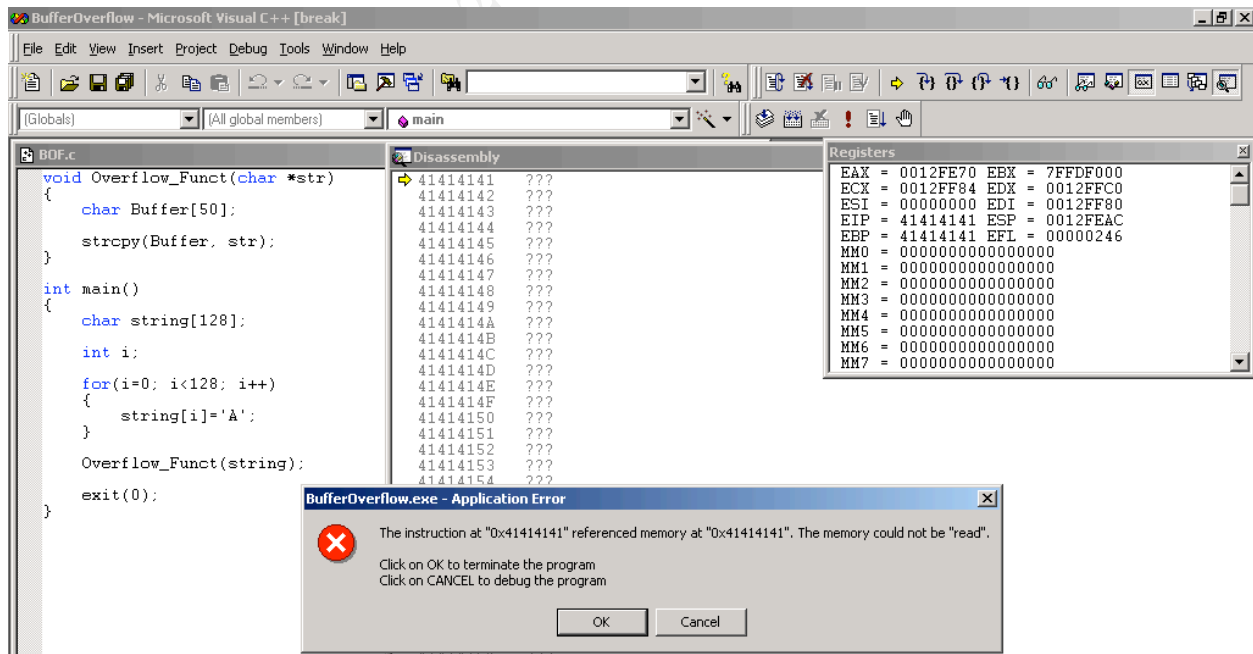 BufferOverflow - Microsoft Visual C++ [break]
File Edit View Insert Project Debug Tools Window Help
(Globals) (All global members) main
BOF.c
void Overflow_Funct(char *str)
{
char Buffer[50];
strcpy(Buffer, str);
}
int main()
{
char string[128];
int i;
for(i=0; i<128; i++)
{
string[i]='A';
}
Overflow_Funct(string);
exit(0);
}
Disassembly
41414141 ???
41414142 ???
41414143 ???
41414144 ???
41414145 ???
41414146 ???
41414147 ???
41414148 ???
41414149 ???
4141414A ???
4141414B ???
4141414C ???
4141414D ???
4141414E ???
4141414F ???
41414150 ???
41414151 ???
41414152 ???
41414153 ???
41414154 ???
Registers
EAX = 0012FE70 EBX = 7FFDF000
ECX = 0012FF84 EDX = 0012FFC0
ESI = 00000000 EDI = 0012FF80
EIP = 41414141 ESP = 0012FEAC
EBP = 41414141 EFL = 00000246
MM0 = 0000000000000000
MM1 = 0000000000000000
MM2 = 0000000000000000
MM3 = 0000000000000000
MM4 = 0000000000000000
MM5 = 0000000000000000
MM6 = 0000000000000000
MM7 = 0000000000000000
BufferOverflow.exe - Application Error
The instruction at "0x41414141" referenced memory at "0x41414141". The memory could not be "read".
Click on OK to terminate the program
Click on CANCEL to debug the program
OK Cancel